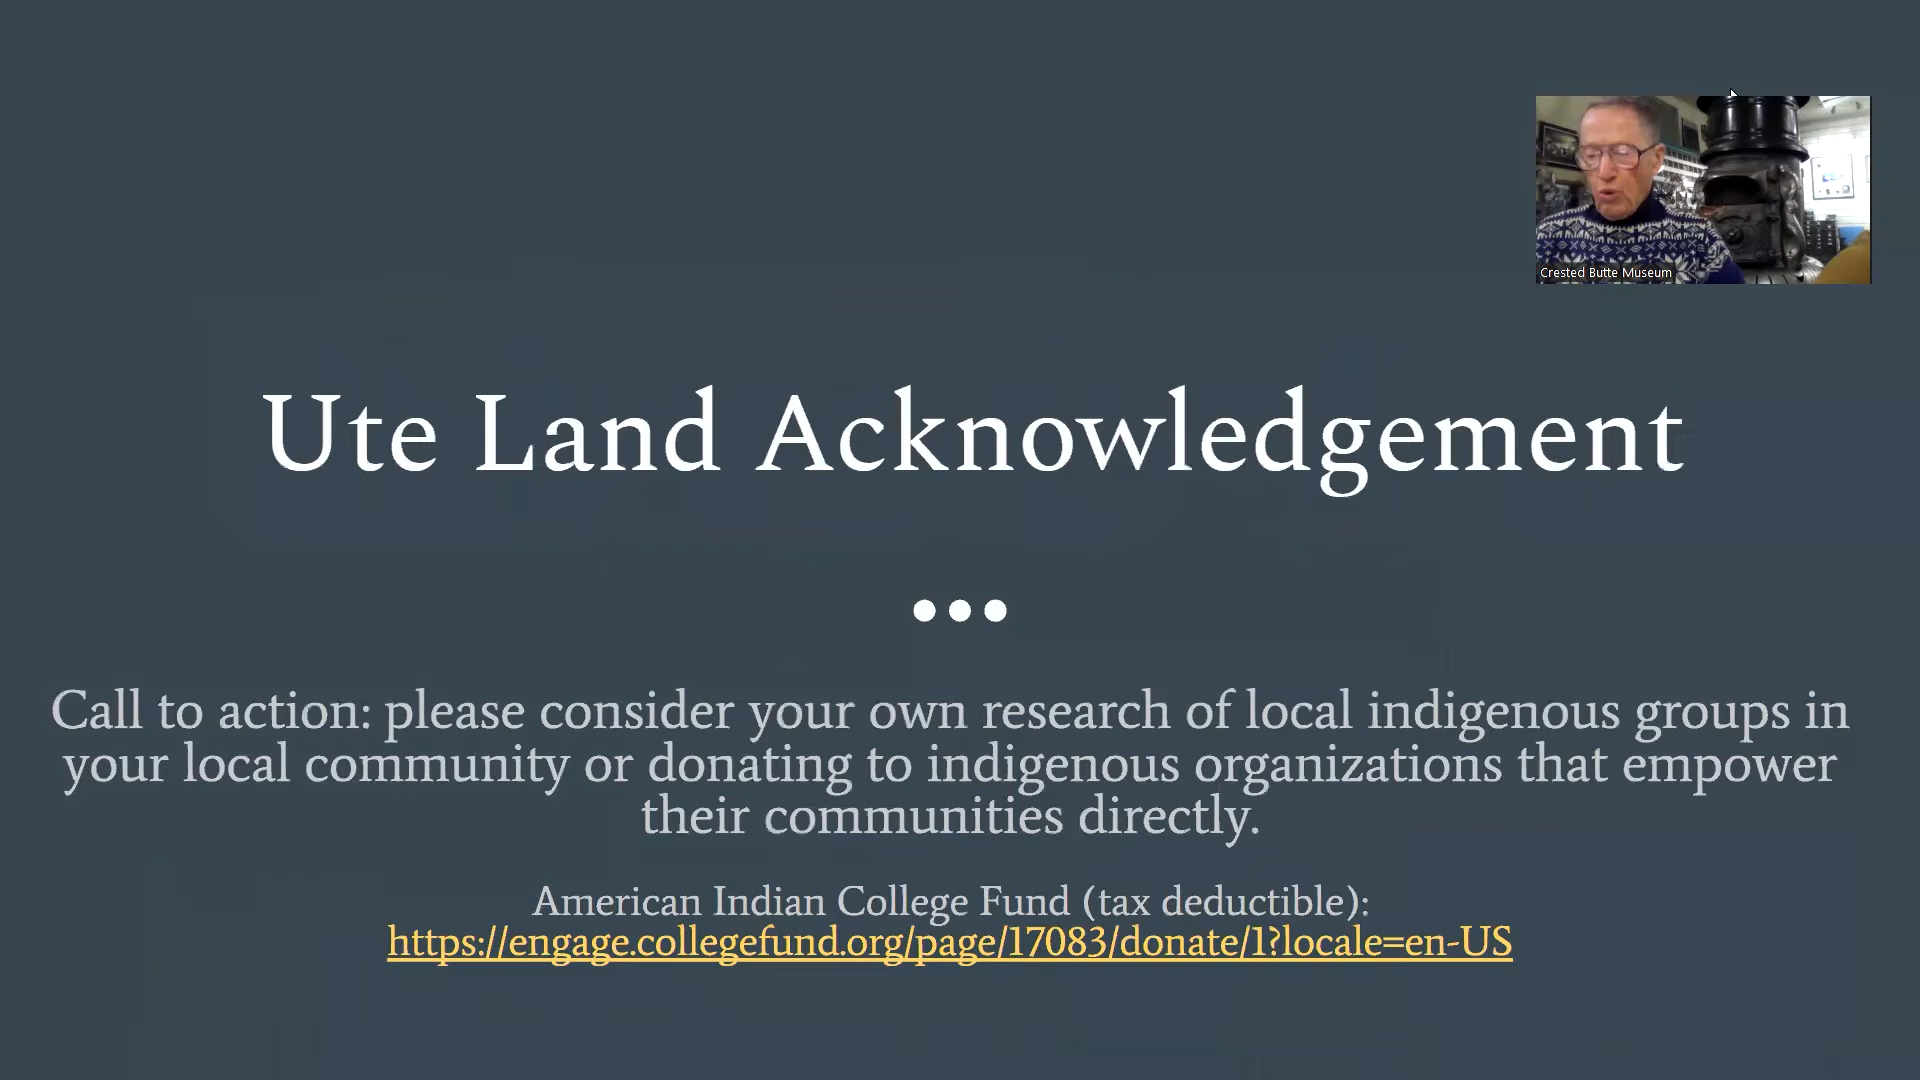 Crested Butte Museum
Ute Land Acknowledgement
Call to action: please consider your own research of local indigenous groups in
your local community or donating to indigenous organizations that empower
their communities directly.
American Indian College Fund (tax deductible):
https://engage.collegefund.org/page/17083/donate/1?locale=en-US